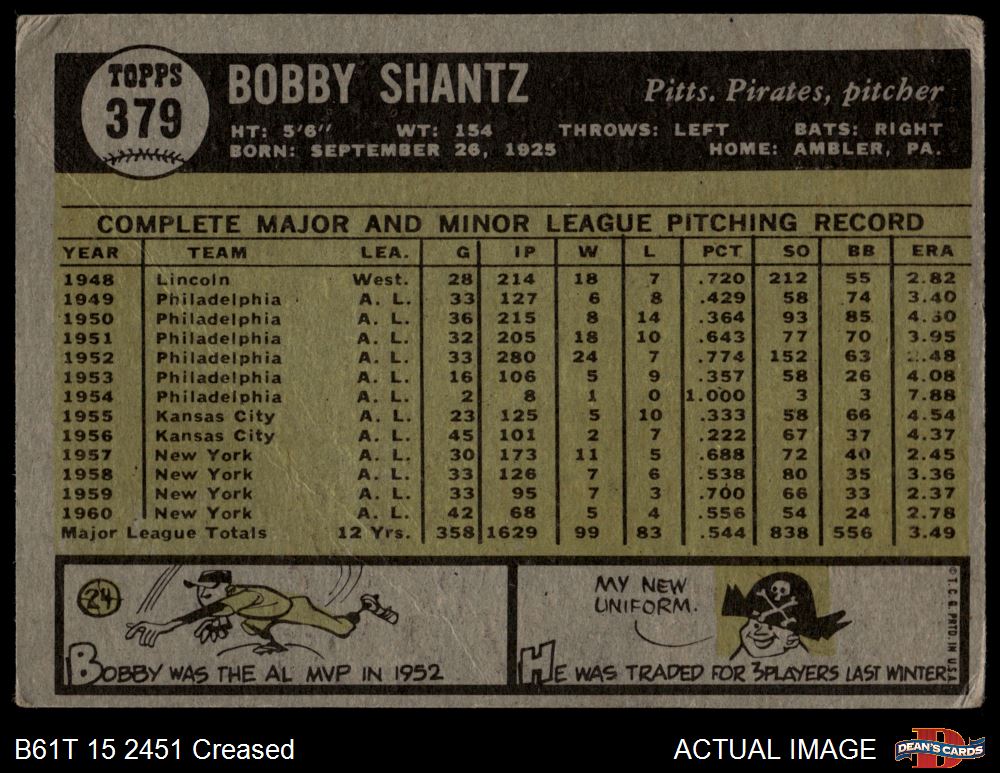 TOPPS
379
BOBBY SHANTZ
Pitts. Pirates, pitcher
HT: 5'6" WT: 154 THROWS: LEFT BATS: RIGHT
BORN: SEPTEMBER 26, 1925 HOME: AMBLER, PA.
COMPLETE MAJOR AND MINOR LEAGUE PITCHING RECORD
YEAR TEAM LEA. G IP W L PCT SO BB ERA
1948 Lincoln West. 28 214 18 7 .720 212 55 2.82
1949 Philadelphia A. L. 33 127 6 8 .429 58 74 3.40
1950 Philadelphia A. L. 36 215 8 14 .364 93 85 4.60
1951 Philadelphia A. L. 32 205 18 10 .643 77 70 3.95
1952 Philadelphia A. L. 33 280 24 7 .774 152 63 2.48
1953 Philadelphia A. L. 16 106 5 9 .357 58 26 4.08
1954 Philadelphia A. L. 2 8 1 0 1.000 3 3 7.88
1955 Kansas City A. L. 23 125 5 10 .333 58 66 4.54
1956 Kansas City A. L. 45 101 2 7 .222 67 37 4.37
1957 New York A. L. 30 173 11 5 .688 72 40 2.45
1958 New York A. L. 33 126 7 6 .538 80 35 3.36
1959 New York A. L. 33 95 7 3 .700 66 33 2.37
1960 New York A. L. 42 68 5 4 .556 54 24 2.78
Major League Totals 12 Yrs. 358 1629 99 83 .544 838 556 3.49
24
BOBBY WAS THE AL MVP IN 1952
MY NEW
UNIFORM.
HE WAS TRADED FOR 3 PLAYERS LAST WINTER.
© T. C. G. PRTD. IN U.S.A.
B61T 15 2451 Creased
ACTUAL IMAGE
D
DEAN'S CARDS